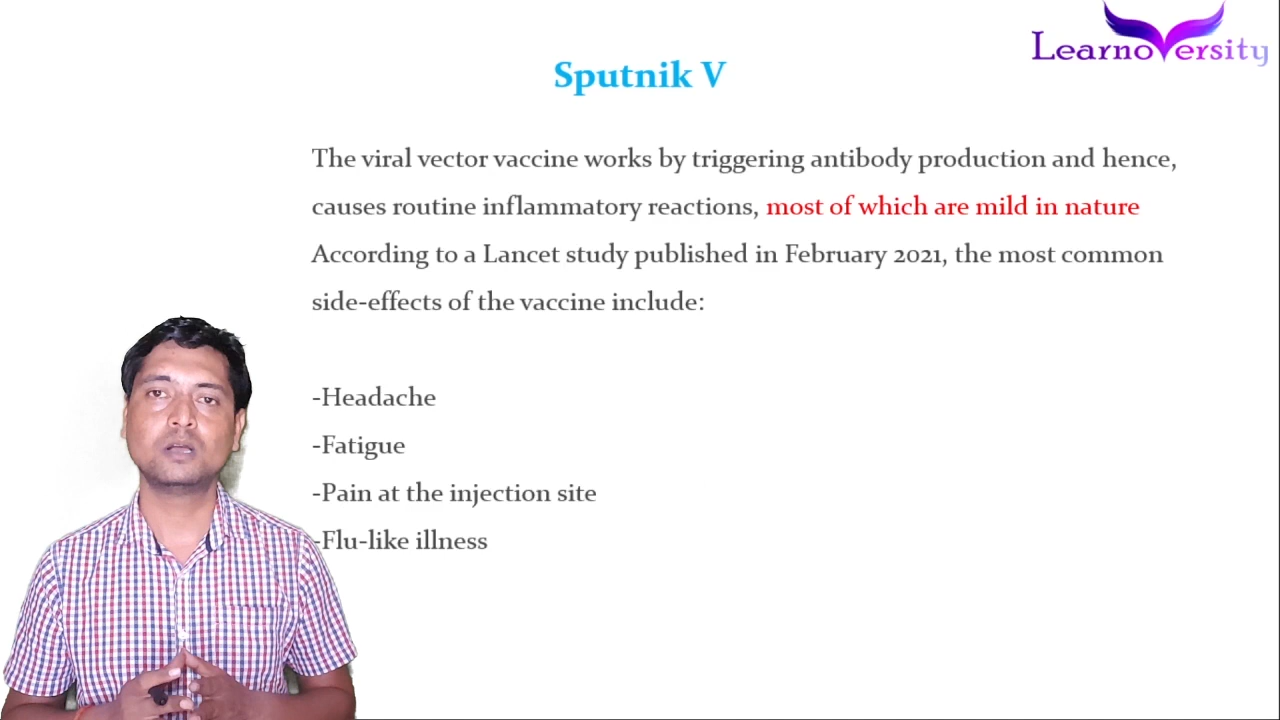 Learnoversity
Sputnik V
The viral vector vaccine works by triggering antibody production and hence,
causes routine inflammatory reactions, most of which are mild in nature
According to a Lancet study published in February 2021, the most common
side-effects of the vaccine include:
-Headache
-Fatigue
-Pain at the injection site
-Flu-like illness